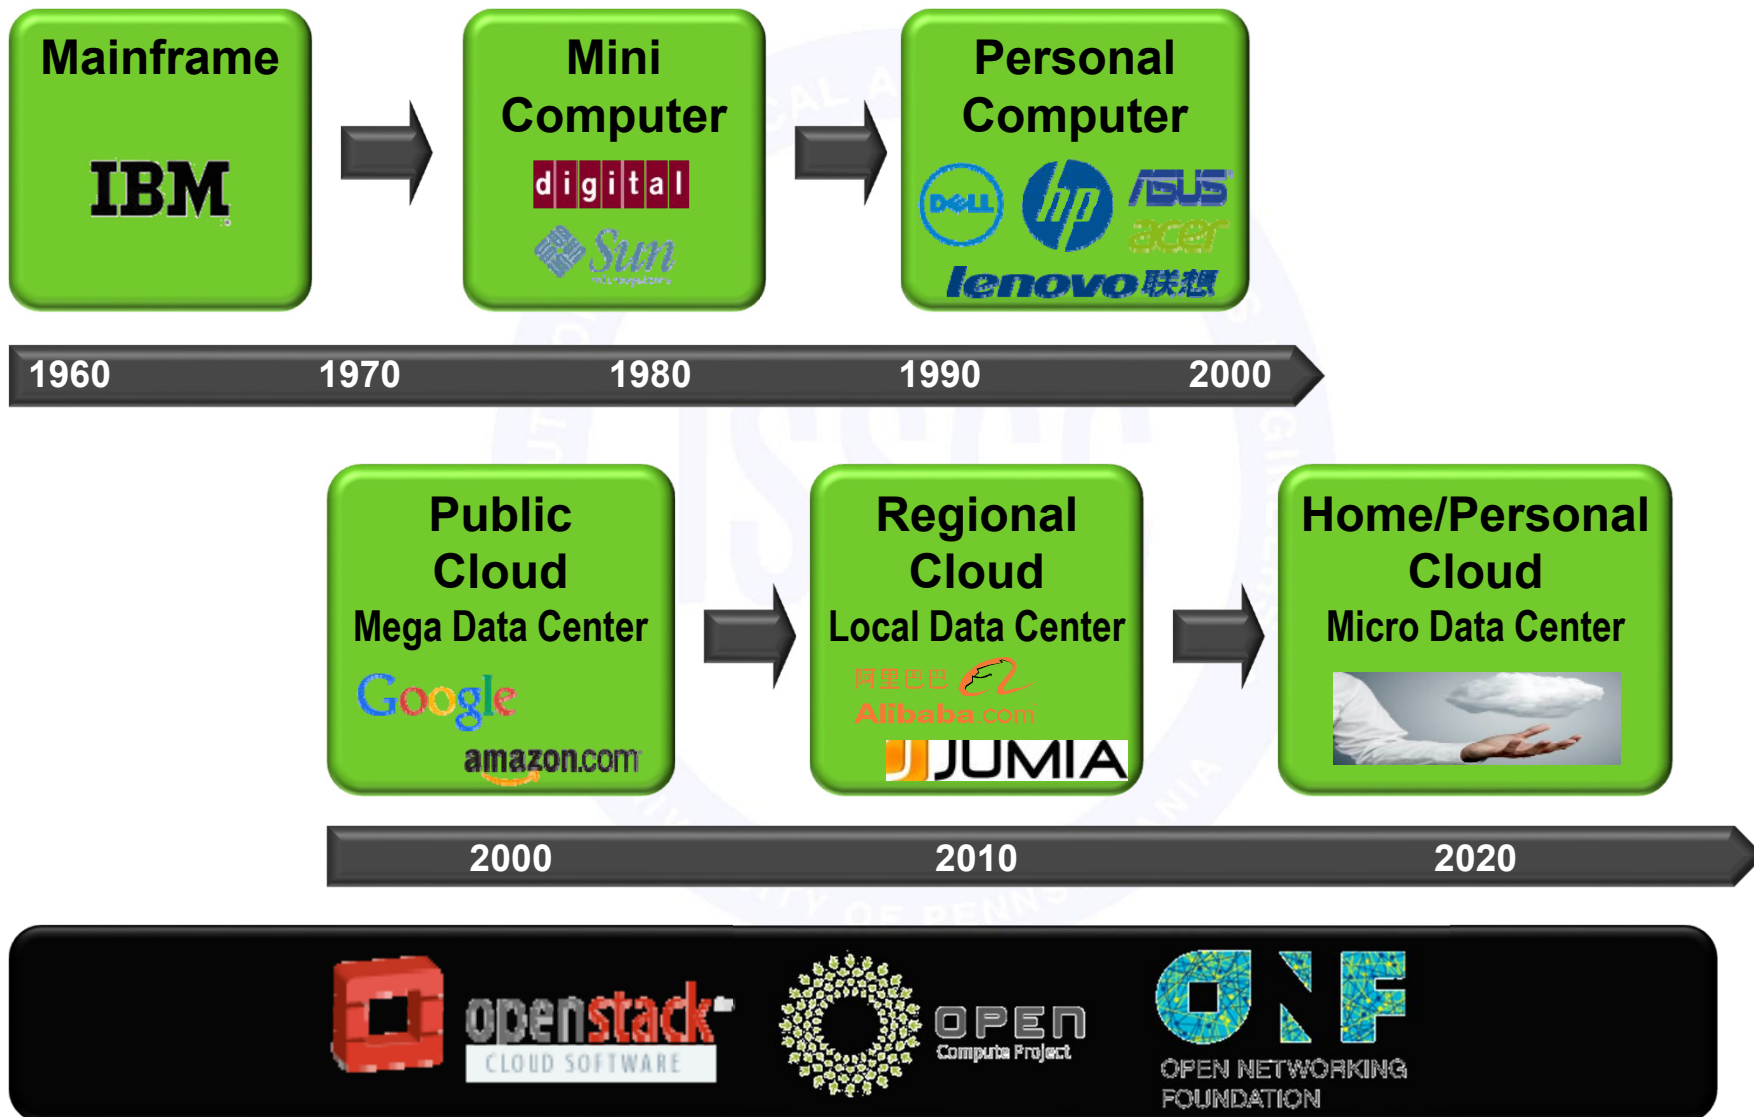 Mainframe
IBM
Mini
Computer
digital
Sun
microsystems
Personal
Computer
DELL
hp
ASUS
acer
lenovo联想
1960 1970 1980 1990 2000
Public
Cloud
Mega Data Center
Google
amazon.com
Regional
Cloud
Local Data Center
阿里巴巴
Alibaba.com
JUMIA
Home/Personal
Cloud
Micro Data Center
2000 2010 2020
openstack
CLOUD SOFTWARE
OPEN
Compute Project
ONF
OPEN NETWORKING
FOUNDATION
ISSCC